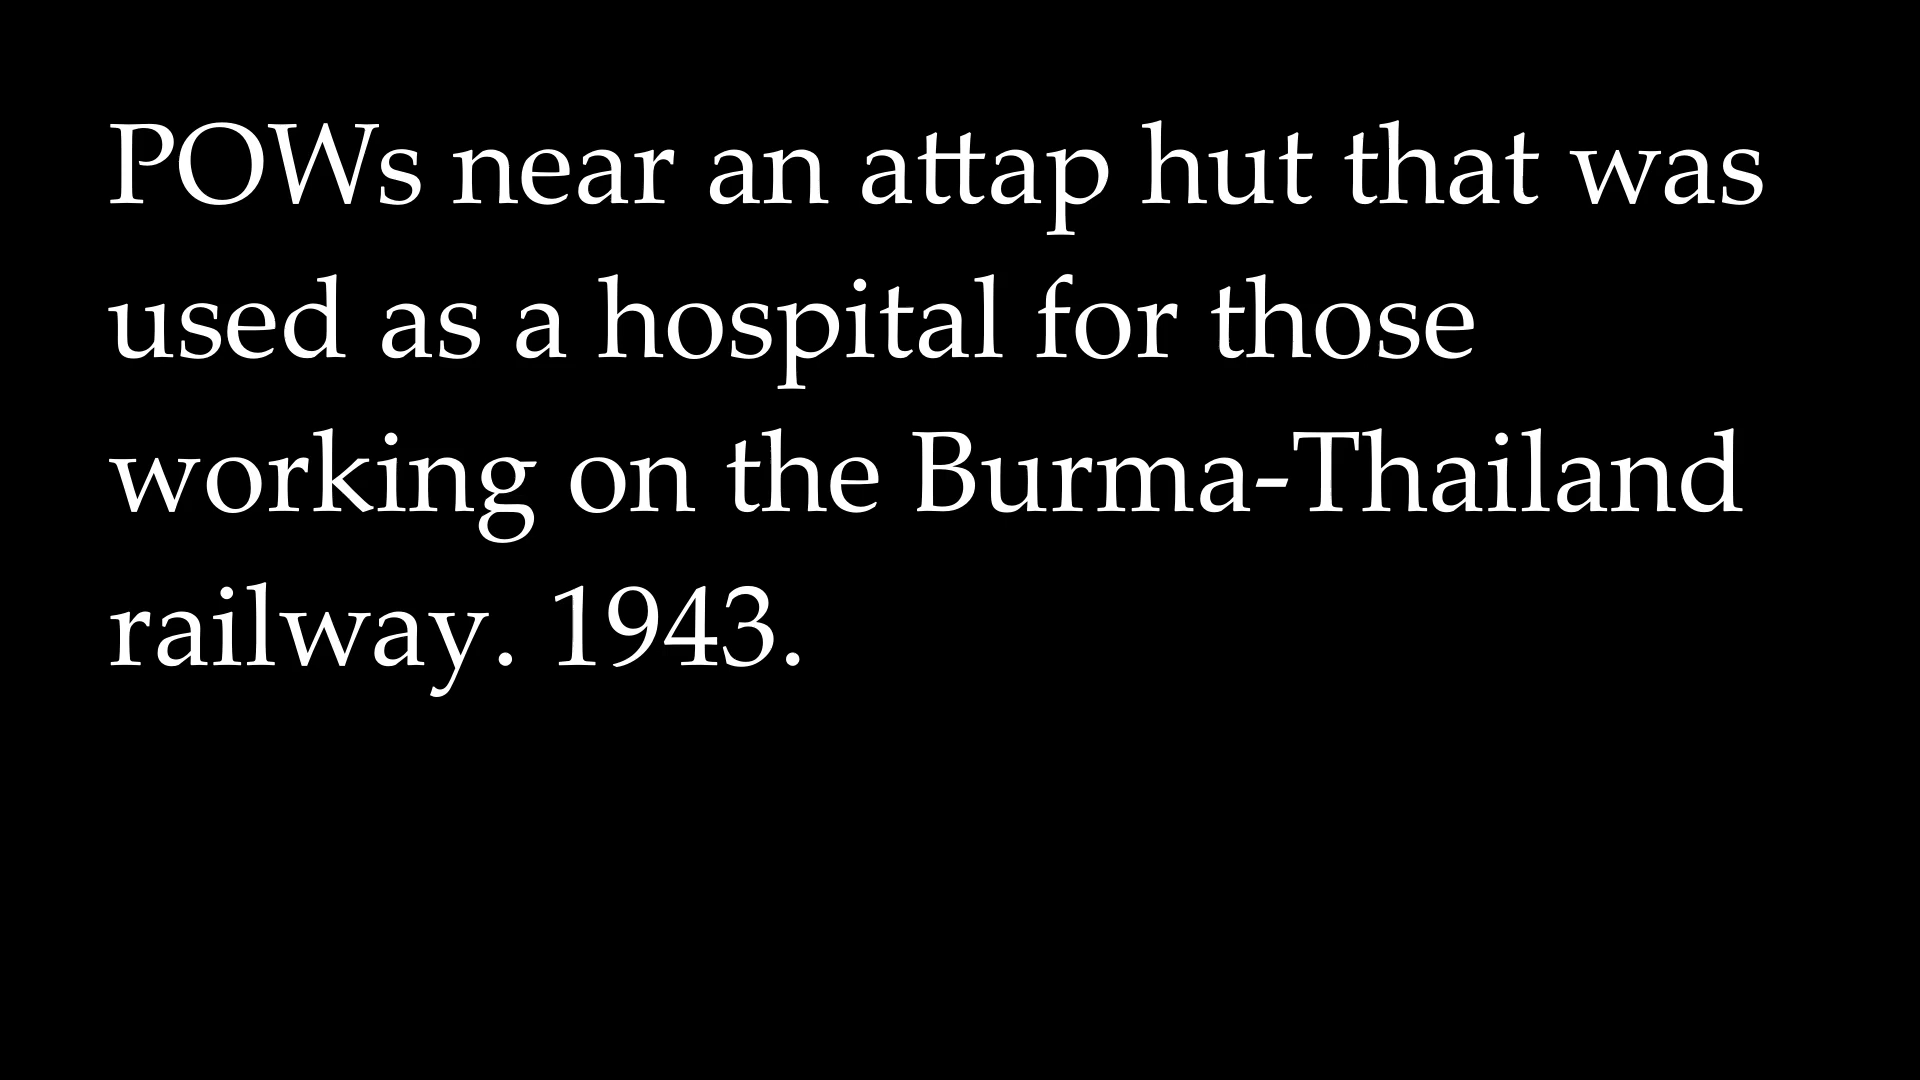 POWs near an attap hut that was
used as a hospital for those
working on the Burma-Thailand
railway. 1943.